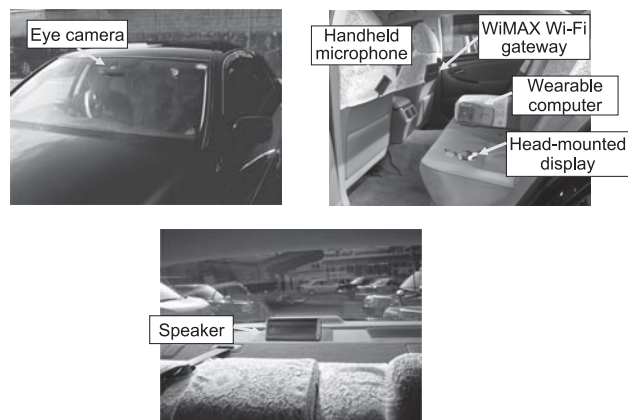 Eye camera
Handheld
microphone
WiMAX Wi-Fi
gateway
Wearable
computer
Head-mounted
display
Speaker